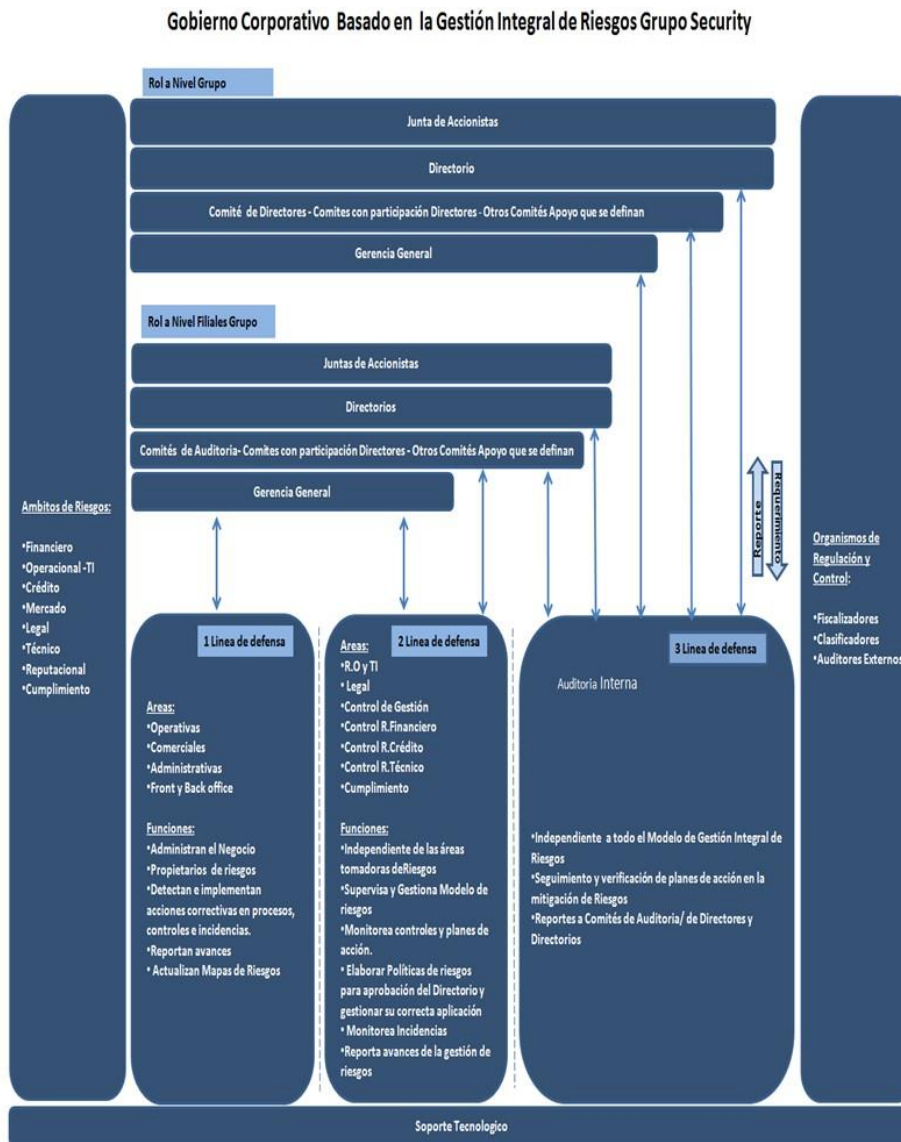 Gobierno Corporativo Basado en la Gestión Integral de Riesgos Grupo Security
Rol a Nivel Grupo
Junta de Accionistas
Directorio
Comité de Directores - Comites con participación Directores - Otros Comités Apoyo que se definan
Gerencia General
Rol a Nivel Filiales Grupo
Juntas de Accionistas
Directorios
Comités de Auditoria- Comites con participación Directores - Otros Comités Apoyo que se definan
Gerencia General
Ambitos de Riesgos:
•Financiero
•Operacional -TI
•Crédito
•Mercado
•Legal
•Técnico
•Reputacional
•Cumplimiento
Reporte
Requerimiento
Organismos de
Regulación y
Control:
•Fiscalizadores
•Clasificadores
•Auditores Externos
1 Linea de defensa
Areas:
•Operativas
•Comerciales
•Administrativas
•Front y Back office
Funciones:
•Administran el Negocio
•Propietarios de riesgos
•Detectan e implementan
acciones correctivas en procesos,
controles e incidencias.
•Reportan avances
• Actualizan Mapas de Riesgos
2 Linea de defensa
Areas:
•R.O y TI
• Legal
•Control de Gestión
•Control R.Financiero
•Control R.Crédito
•Control R.Técnico
•Cumplimiento
Funciones:
•Independiente de las áreas
tomadoras deRiesgos
•Supervisa y Gestiona Modelo de
riesgos
•Monitorea controles y planes de
acción.
• Elaborar Políticas de riesgos
para aprobación del Directorio y
gestionar su correcta aplicación
• Monitorea Incidencias
•Reporta avances de la gestión de
riesgos
3 Linea de defensa
Auditoria Interna
•Independiente a todo el Modelo de Gestión Integral de
Riesgos
•Seguimiento y verificación de planes de acción en la
mitigación de Riesgos
•Reportes a Comités de Auditoria/ de Directores y
Directorios
Soporte Tecnologico